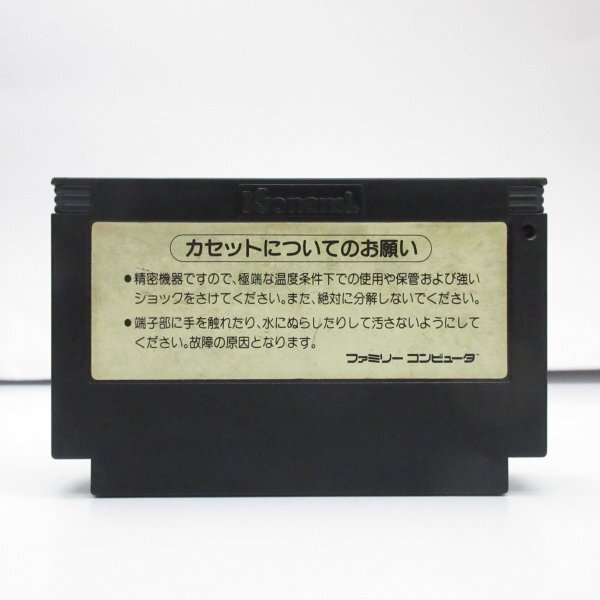 Konami
カセットについてのお願い
●精密機器ですので、極端な温度条件下での使用や保管および強い
ショックをさけてください。また、絶対に分解しないでください。
●端子部に手を触れたり、水にぬらしたりして汚さないようにして
ください。故障の原因となります。
ファミリー コンピュータ™